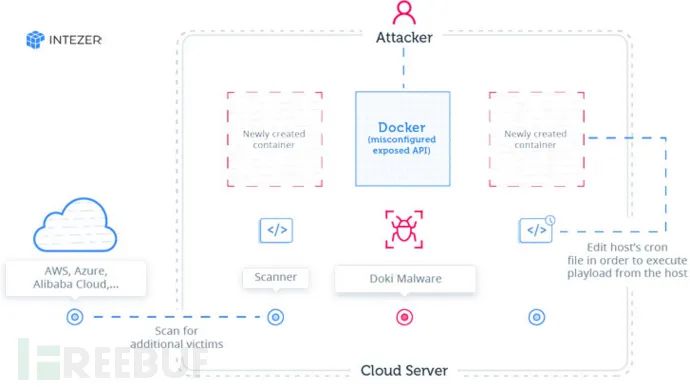 INTEZER
Attacker
Newly created
container
Docker
(misconfigured
exposed API)
Newly created
container
</>
</>
AWS, Azure,
Alibaba Cloud,...
Scanner
Doki Malware
Edit host's cron
file in order to execute
playload from the host
Scan for
additional victims
Cloud Server
FREEBUF